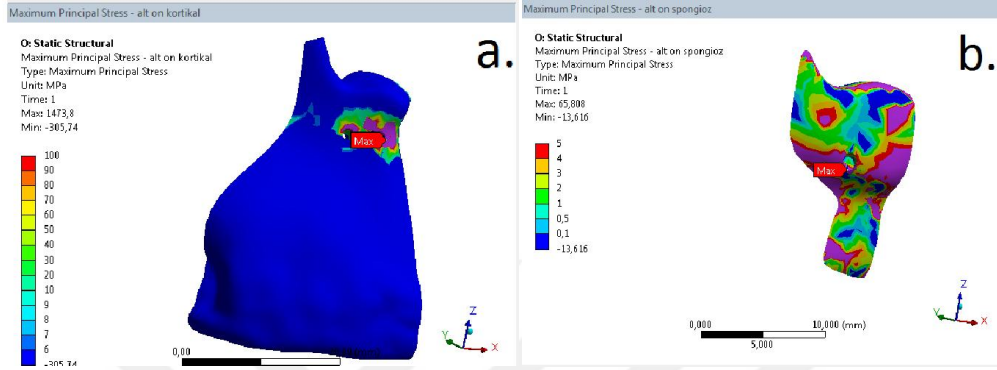 Maximum Principal Stress - alt on kortikal
O: Static Structural
Maximum Principal Stress - alt on kortikal
Type: Maximum Principal Stress
Unit: MPa
Time: 1
Max: 1473,8
Min: -305,74
a.
Max
100
90
80
70
60
50
40
30
20
10
9
8
7
6
-305,74
0,00
Z
Y
X
Maximum Principal Stress - alt on spongioz
O: Static Structural
Maximum Principal Stress - alt on spongioz
Type: Maximum Principal Stress
Unit: MPa
Time: 1
Max: 65,808
Min: -13,616
b.
Max
5
4
3
2
1
0,5
0,1
-13,616
0,000
10,000 (mm)
5,000
Z
Y
X